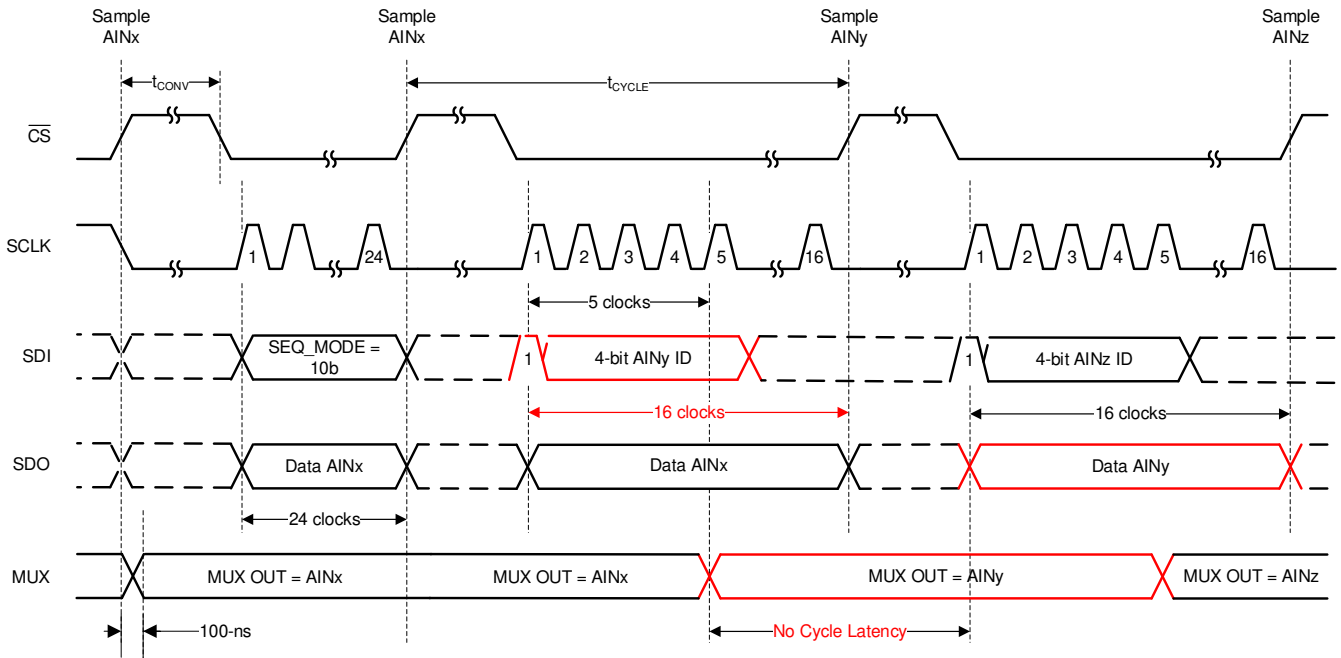 Sample
AINx
Sample
AINx
Sample
AINy
Sample
AINz
tCONV
tCYCLE
CS
SCLK
1
24
1
2
3
4
5
16
1
2
3
4
5
16
5 clocks
SDI
SEQ_MODE =
10b
1
4-bit AINy ID
1
4-bit AINz ID
16 clocks
16 clocks
SDO
Data AINx
Data AINx
Data AINy
24 clocks
MUX
MUX OUT = AINx
MUX OUT = AINx
MUX OUT = AINy
MUX OUT = AINz
100-ns
No Cycle Latency